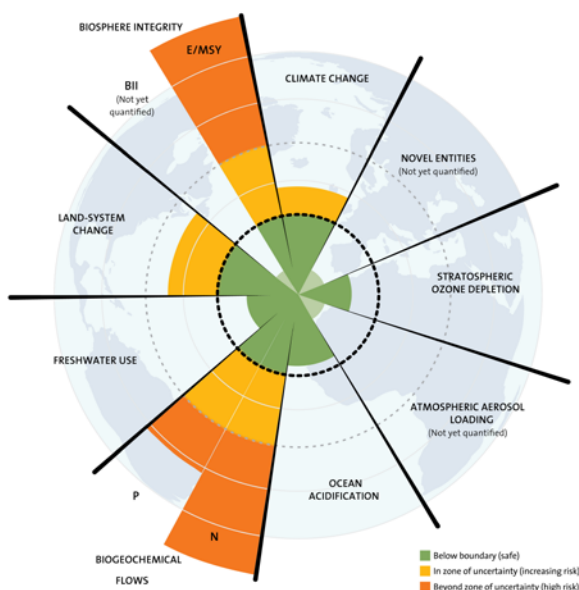 BIOSPHERE INTEGRITY
E/MSY
BII
(Not yet
quantified)
CLIMATE CHANGE
NOVEL ENTITIES
(Not yet quantified)
LAND-SYSTEM
CHANGE
STRATOSPHERIC
OZONE DEPLETION
FRESHWATER USE
ATMOSPHERIC AEROSOL
LOADING
(Not yet quantified)
OCEAN
ACIDIFICATION
P
N
BIOGEOCHEMICAL
FLOWS
Below boundary (safe)
In zone of uncertainty (increasing risk)
Beyond zone of uncertainty (high risk)